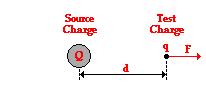 Source Test
Charge Charge
Q q F
d